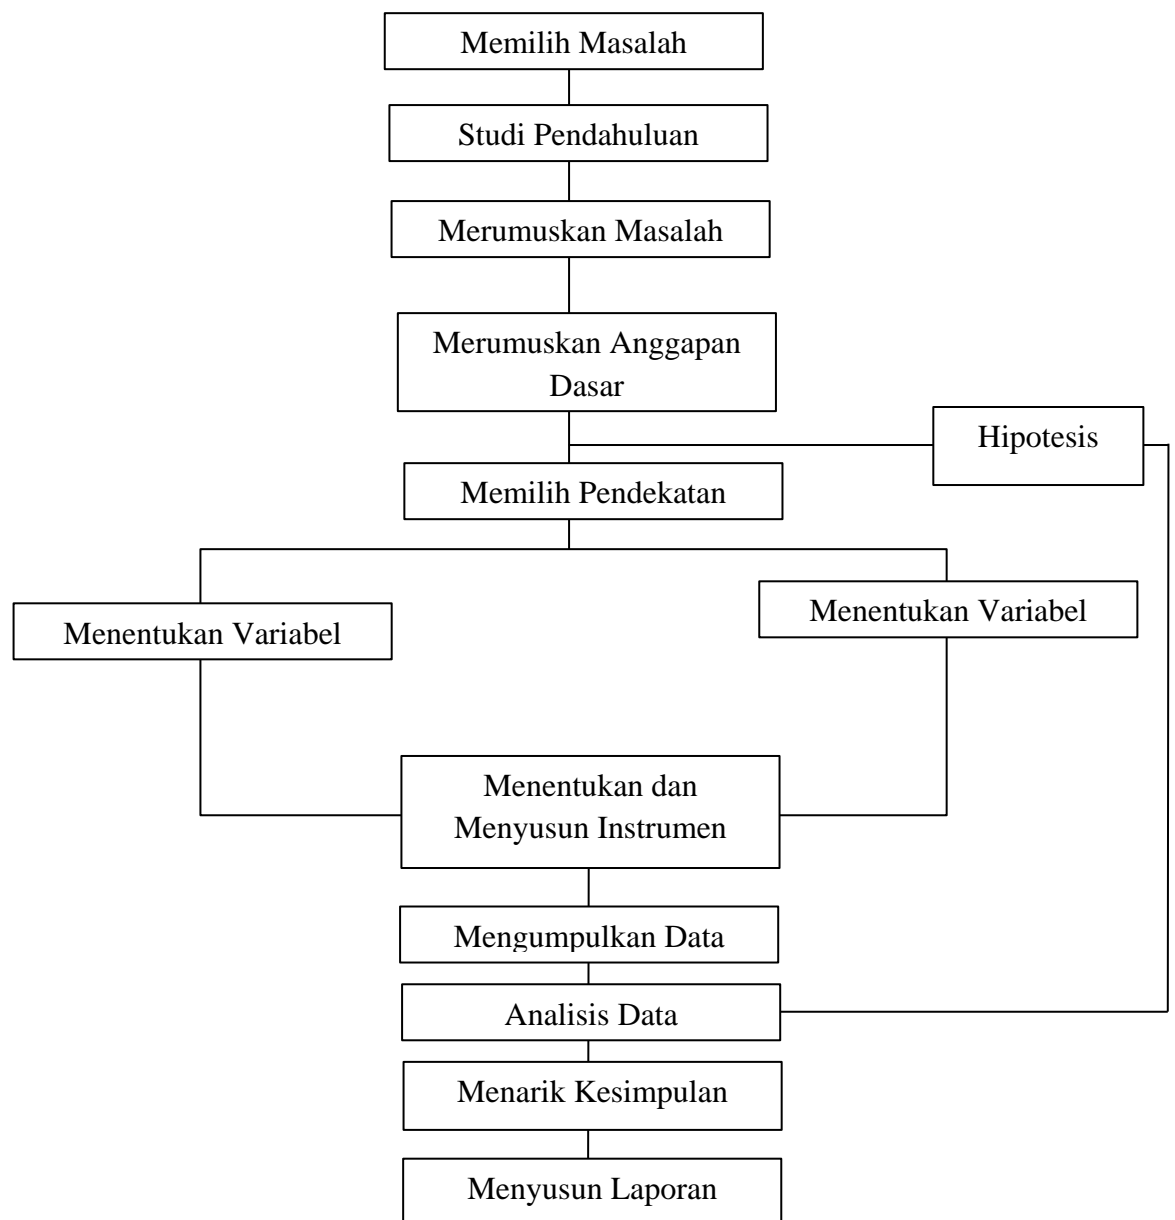 Memilih Masalah
Studi Pendahuluan
Merumuskan Masalah
Merumuskan Anggapan
Dasar
Hipotesis
Memilih Pendekatan
Menentukan Variabel
Menentukan Variabel
Menentukan dan
Menyusun Instrumen
Mengumpulkan Data
Analisis Data
Menarik Kesimpulan
Menyusun Laporan